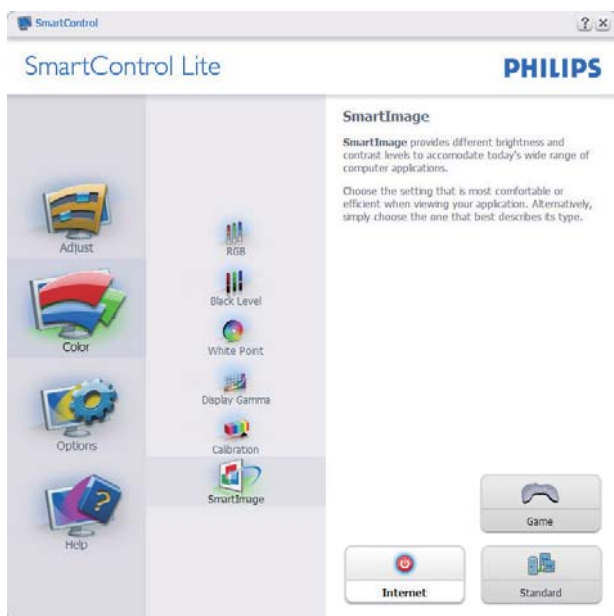 SmartControl
SmartControl Lite
PHILIPS
Adjust
Color
Options
Help
RGB
Black Level
White Point
Display Gamma
Calibration
SmartImage
SmartImage
SmartImage provides different brightness and
contrast levels to accomodate today's wide range of
computer applications.
Choose the setting that is most comfortable or
efficient when viewing your application. Alternatively,
simply choose the one that best describes its type.
Game
Internet
Standard